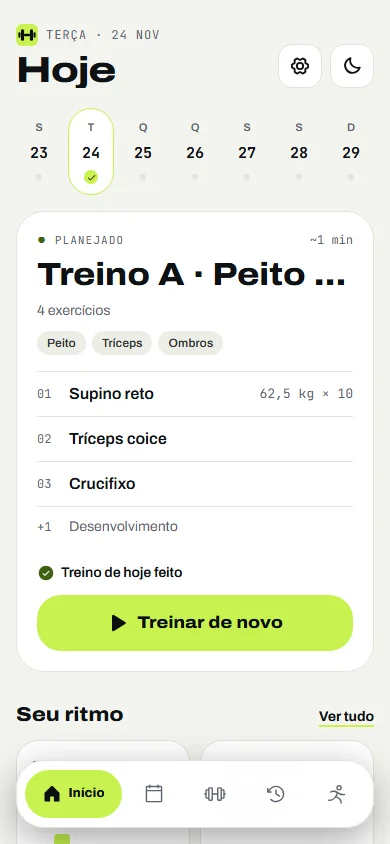 TERÇA · 24 NOV
Hoje
S T Q Q S S D
23 24 25 26 27 28 29
PLANEJADO ~1 min
Treino A · Peito ...
4 exercícios
Peito Tríceps Ombros
01 Supino reto 62,5 kg × 10
02 Tríceps coice
03 Crucifixo
+1 Desenvolvimento
Treino de hoje feito
Treinar de novo
Seu ritmo Ver tudo
Início